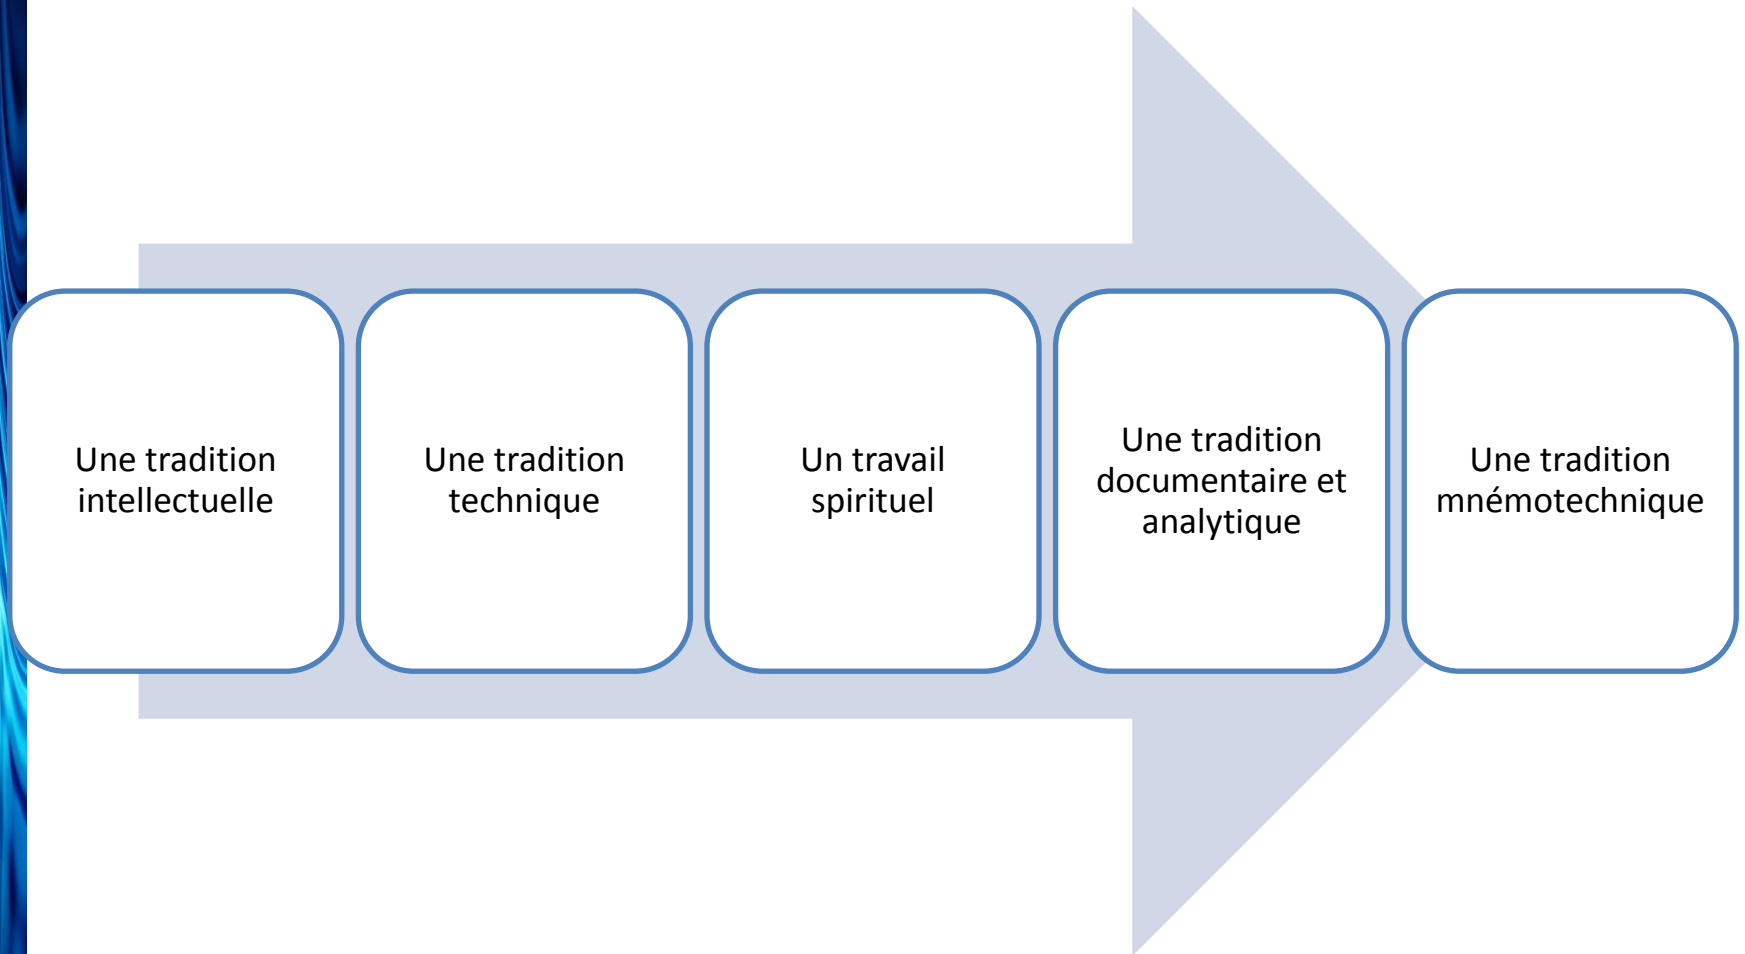 Une tradition
intellectuelle
Une tradition
technique
Un travail
spirituel
Une tradition
documentaire et
analytique
Une tradition
mnémotechnique